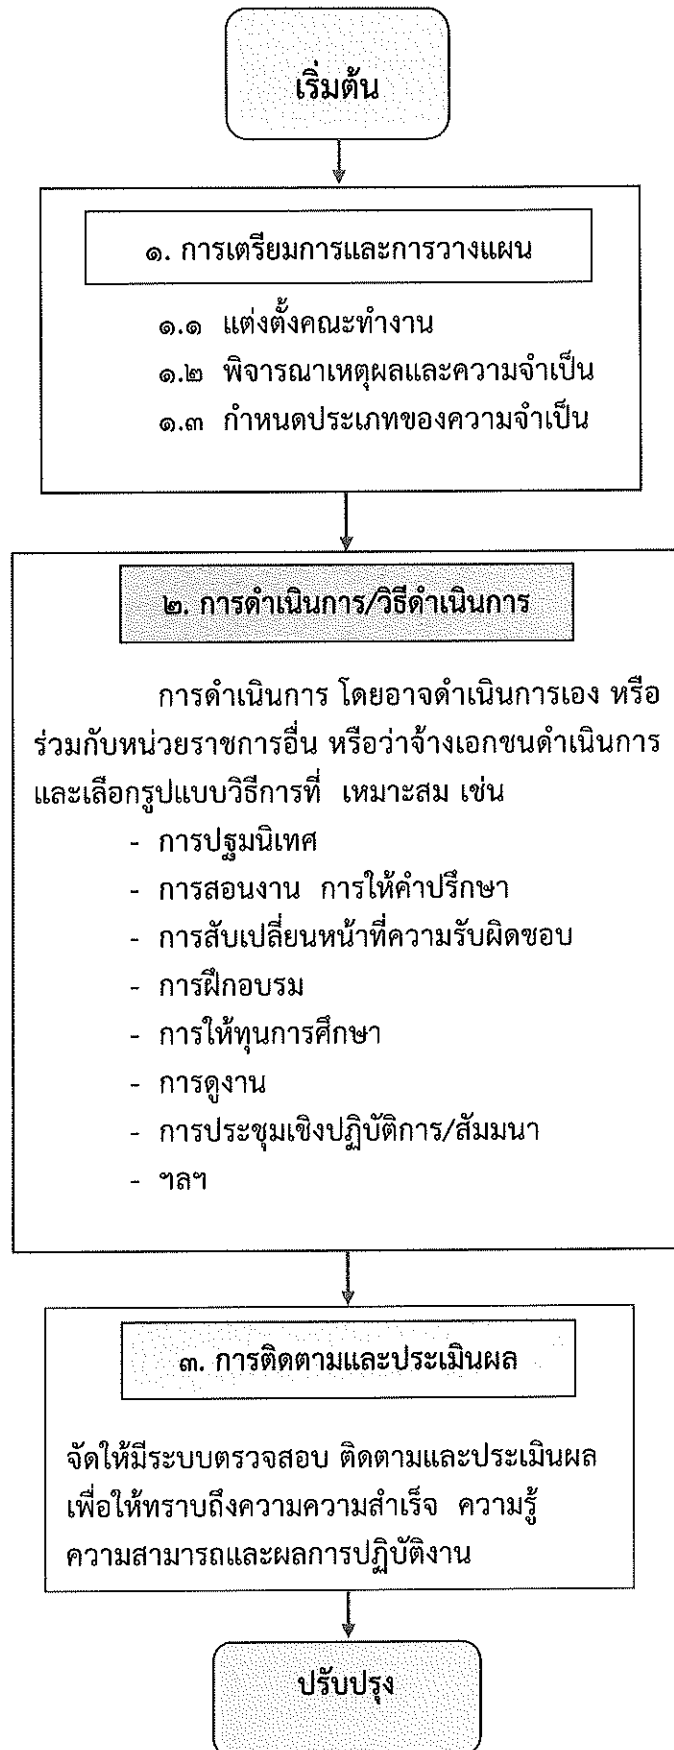 เริ่มต้น
๑. การเตรียมการและการวางแผน
๑.๑ แต่งตั้งคณะทำงาน
๑.๒ พิจารณาเหตุผลและความจำเป็น
๑.๓ กำหนดประเภทของความจำเป็น
๒. การดำเนินการ/วิธีดำเนินการ
การดำเนินการ โดยอาจดำเนินการเอง หรือ
ร่วมกับหน่วยราชการอื่น หรือว่าจ้างเอกชนดำเนินการ
และเลือกรูปแบบวิธีการที่ เหมาะสม เช่น
- การปฐมนิเทศ
- การสอนงาน การให้คำปรึกษา
- การสับเปลี่ยนหน้าที่ความรับผิดชอบ
- การฝึกอบรม
- การให้ทุนการศึกษา
- การดูงาน
- การประชุมเชิงปฏิบัติการ/สัมมนา
- ฯลฯ
๓. การติดตามและประเมินผล
จัดให้มีระบบตรวจสอบ ติดตามและประเมินผล
เพื่อให้ทราบถึงความความสำเร็จ ความรู้
ความสามารถและผลการปฏิบัติงาน
ปรับปรุง